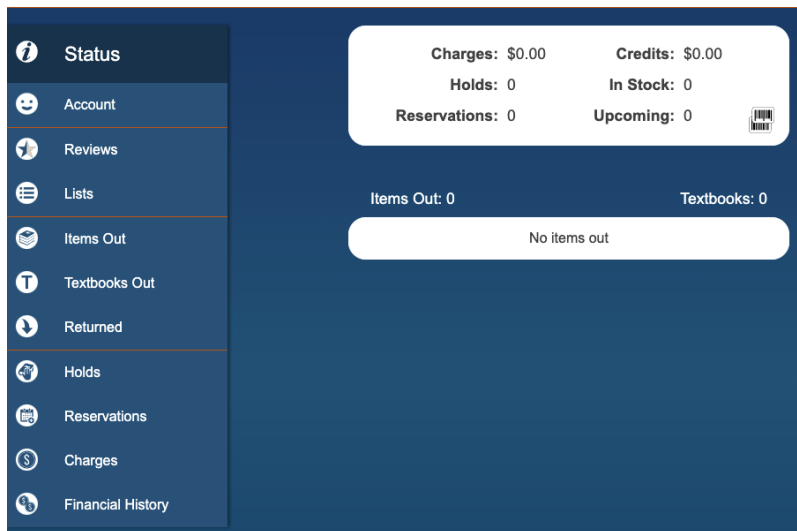 Status
Account
Reviews
Lists
Items Out
Textbooks Out
Returned
Holds
Reservations
Charges
Financial History
Charges: $0.00 Credits: $0.00
Holds: 0 In Stock: 0
Reservations: 0 Upcoming: 0
Items Out: 0 Textbooks: 0
No items out